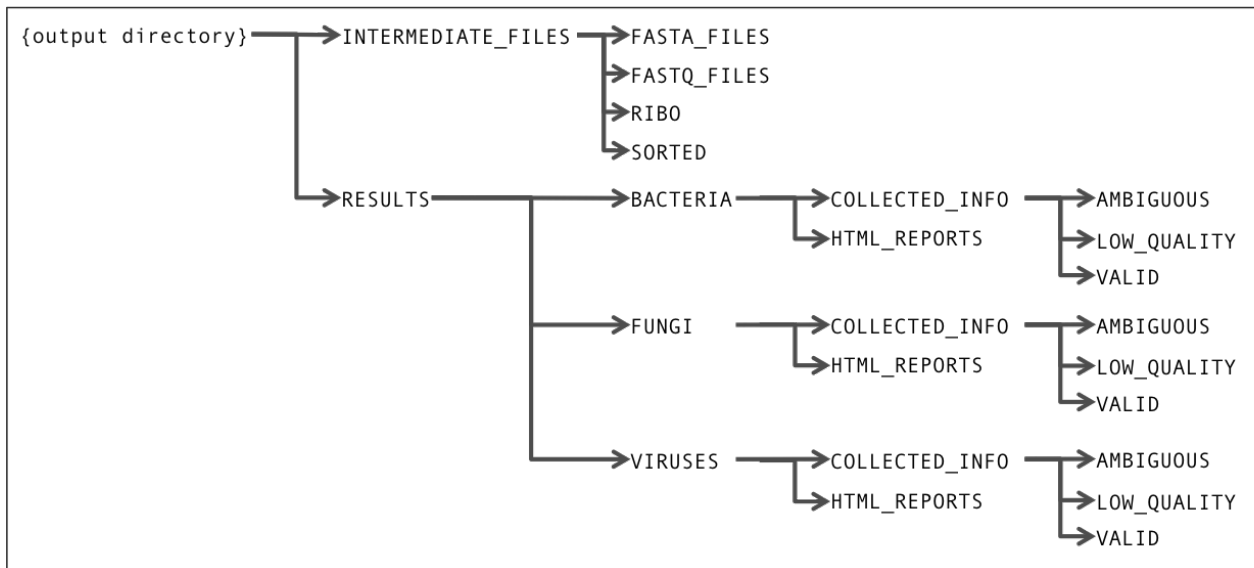 {output directory} INTERMEDIATE_FILES FASTA_FILES
FASTQ_FILES
RIBO
SORTED
RESULTS BACTERIA COLLECTED_INFO AMBIGUOUS
HTML_REPORTS LOW_QUALITY
VALID
FUNGI COLLECTED_INFO AMBIGUOUS
HTML_REPORTS LOW_QUALITY
VALID
VIRUSES COLLECTED_INFO AMBIGUOUS
HTML_REPORTS LOW_QUALITY
VALID